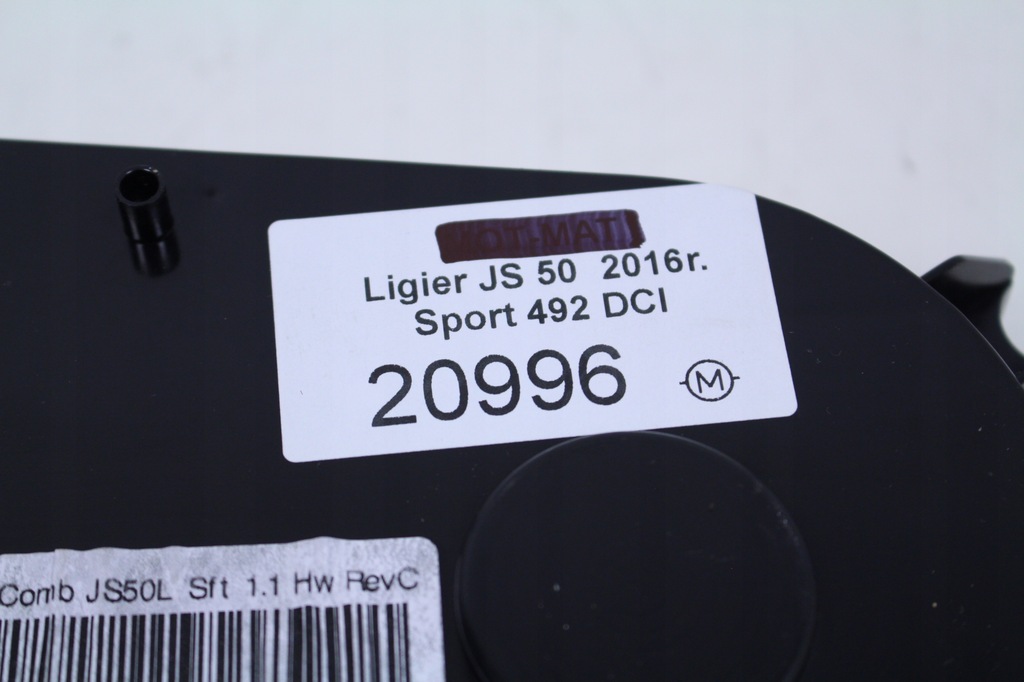 Ligier JS 50 2016r.
Sport 492 DCI
20996
M
Comb JS50L Sft 1.1 Hw RevC